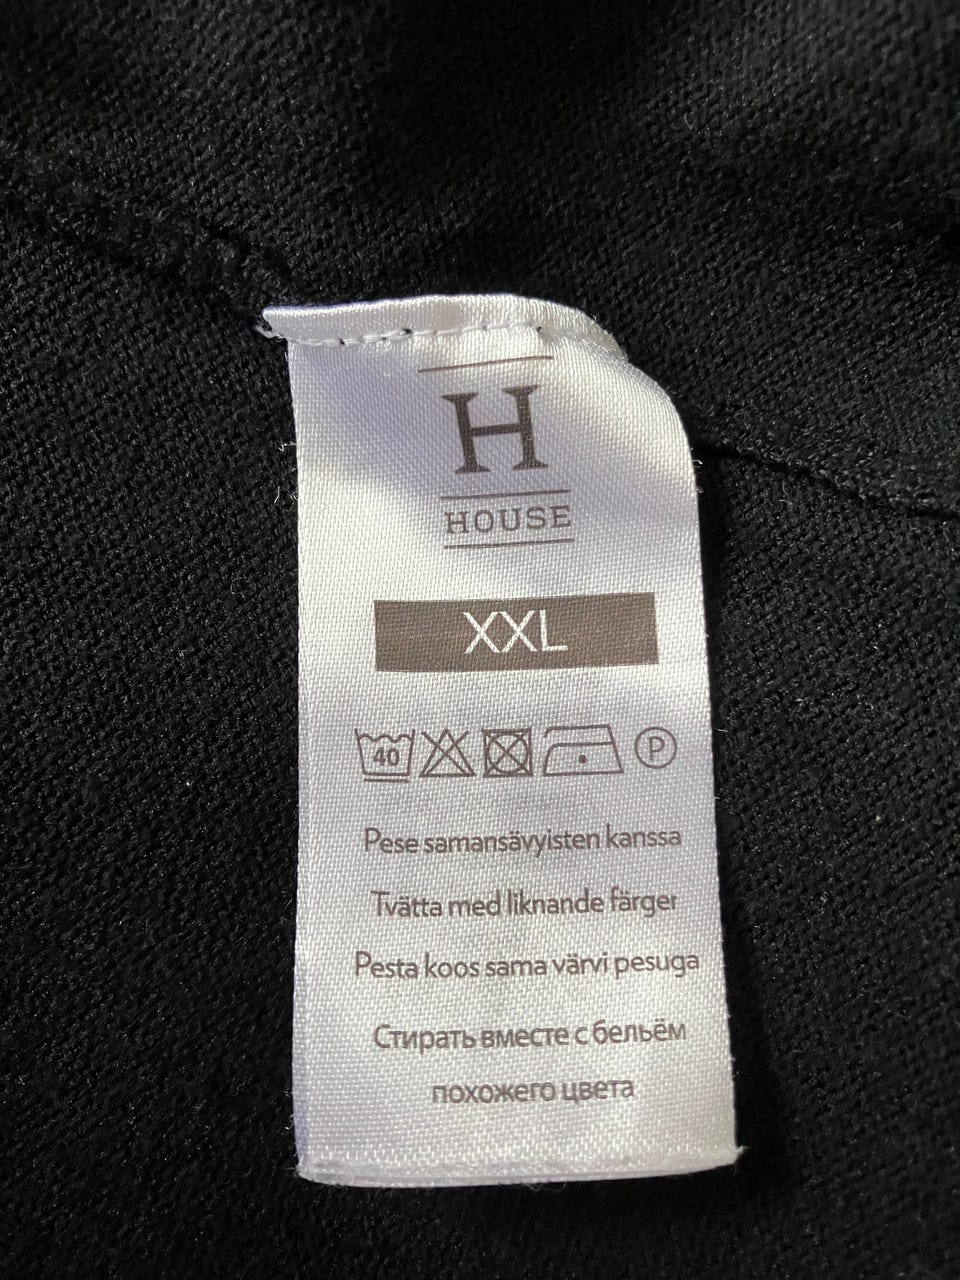 H
HOUSE
XXL
40 P
Pese samansävyisten kanssa
Tvätta med liknande färger
Pesta koos sama värvi pesuga
Стирать вместе с бельём
похожего цвета